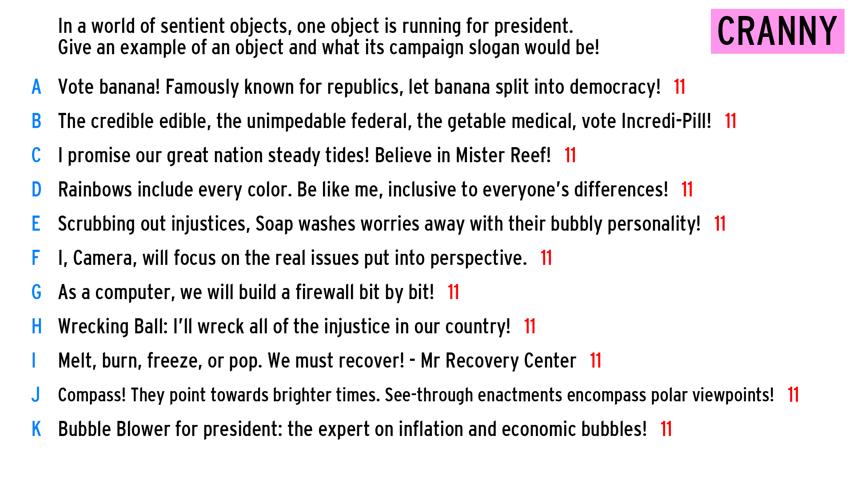 In a world of sentient objects, one object is running for president.
Give an example of an object and what its campaign slogan would be!
CRANNY
A Vote banana! Famously known for republics, let banana split into democracy! 11
B The credible edible, the unimpedable federal, the getable medical, vote Incredi-Pill! 11
C I promise our great nation steady tides! Believe in Mister Reef! 11
D Rainbows include every color. Be like me, inclusive to everyone's differences! 11
E Scrubbing out injustices, Soap washes worries away with their bubbly personality! 11
F I, Camera, will focus on the real issues put into perspective. 11
G As a computer, we will build a firewall bit by bit! 11
H Wrecking Ball: I'll wreck all of the injustice in our country! 11
I Melt, burn, freeze, or pop. We must recover! - Mr Recovery Center 11
J Compass! They point towards brighter times. See-through enactments encompass polar viewpoints! 11
K Bubble Blower for president: the expert on inflation and economic bubbles! 11